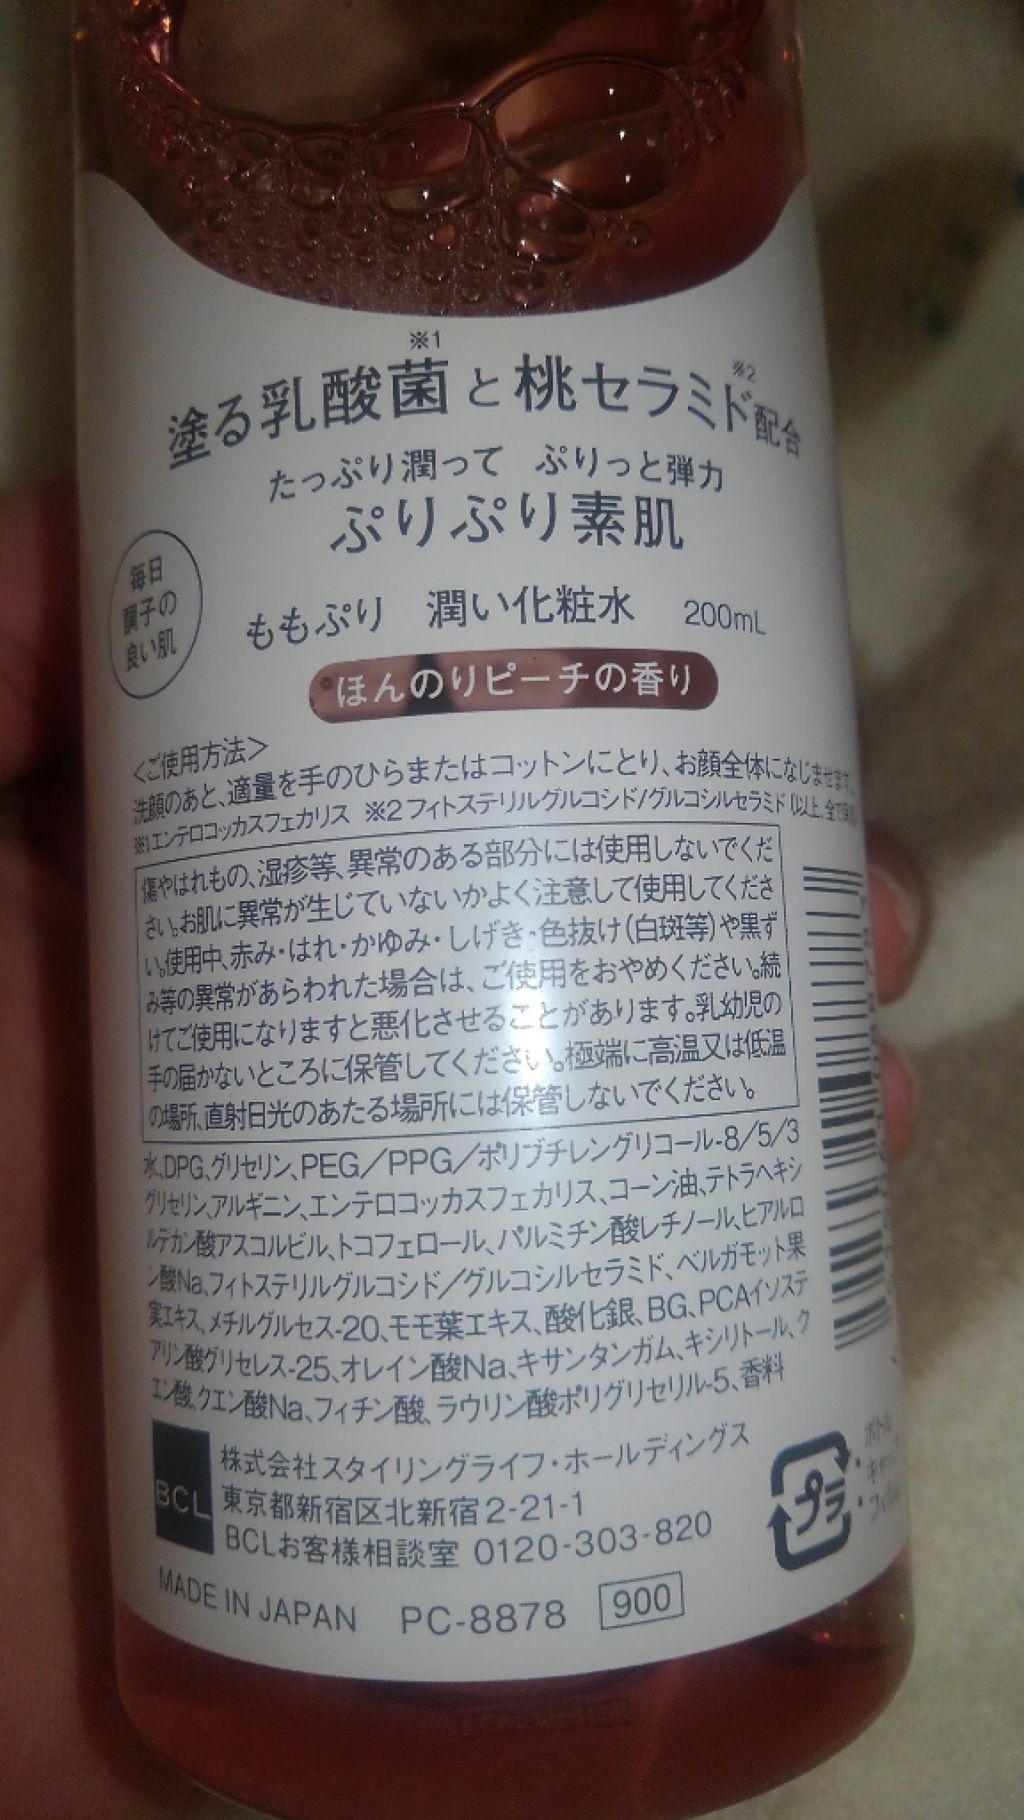 ※1 ※2
塗る乳酸菌と桃セラミド配合
たっぷり潤って ぷりっと弾力
ぷりぷり素肌
毎日
調子の
良い肌
ももぷり 潤い化粧水 200mL
ほんのりピーチの香り
<ご使用方法>
洗顔のあと、適量を手のひらまたはコットンにとり、お顔全体になじませます。
※1エンテロコッカスフェカリス ※2フィトステリルグルコシド/グルコシルセラミド(以上、全て保湿
傷やはれもの、湿疹等、異常のある部分には使用しないでくだ
さい。お肌に異常が生じていないかよく注意して使用してくださ
い。使用中、赤み・はれ・かゆみ・しげき・色抜け(白斑等)や黒ず
み等の異常があらわれた場合は、ご使用をおやめください。続
けてご使用になりますと悪化させることがあります。乳幼児の
手の届かないところに保管してください。極端に高温又は低温
の場所、直射日光のあたる場所には保管しないでください。
水、DPG、グリセリン、PEG/PPG/ポリブチレングリコール-8/5/3
グリセリン、アルギニン、エンテロコッカスフェカリス、コーン油、テトラヘキシ
ルデカン酸アスコルビル、トコフェロール、パルミチン酸レチノール、ヒアルロ
ン酸Na、フィトステリルグルコシド/グルコシルセラミド、ベルガモット果
実エキス、メチルグルセス-20、モモ葉エキス、酸化銀、BG、PCAイソステ
アリン酸グリセレス-25、オレイン酸Na、キサンタンガム、キシリトール、ク
エン酸、クエン酸Na、フィチン酸、ラウリン酸ポリグリセリル-5、香料
BCL
株式会社スタイリングライフ・ホールディングス
東京都新宿区北新宿2-21-1
BCLお客様相談室 0120-303-820
プラ
・ボトル
・キャッ
・フィルム
MADE IN JAPAN PC-8878 900